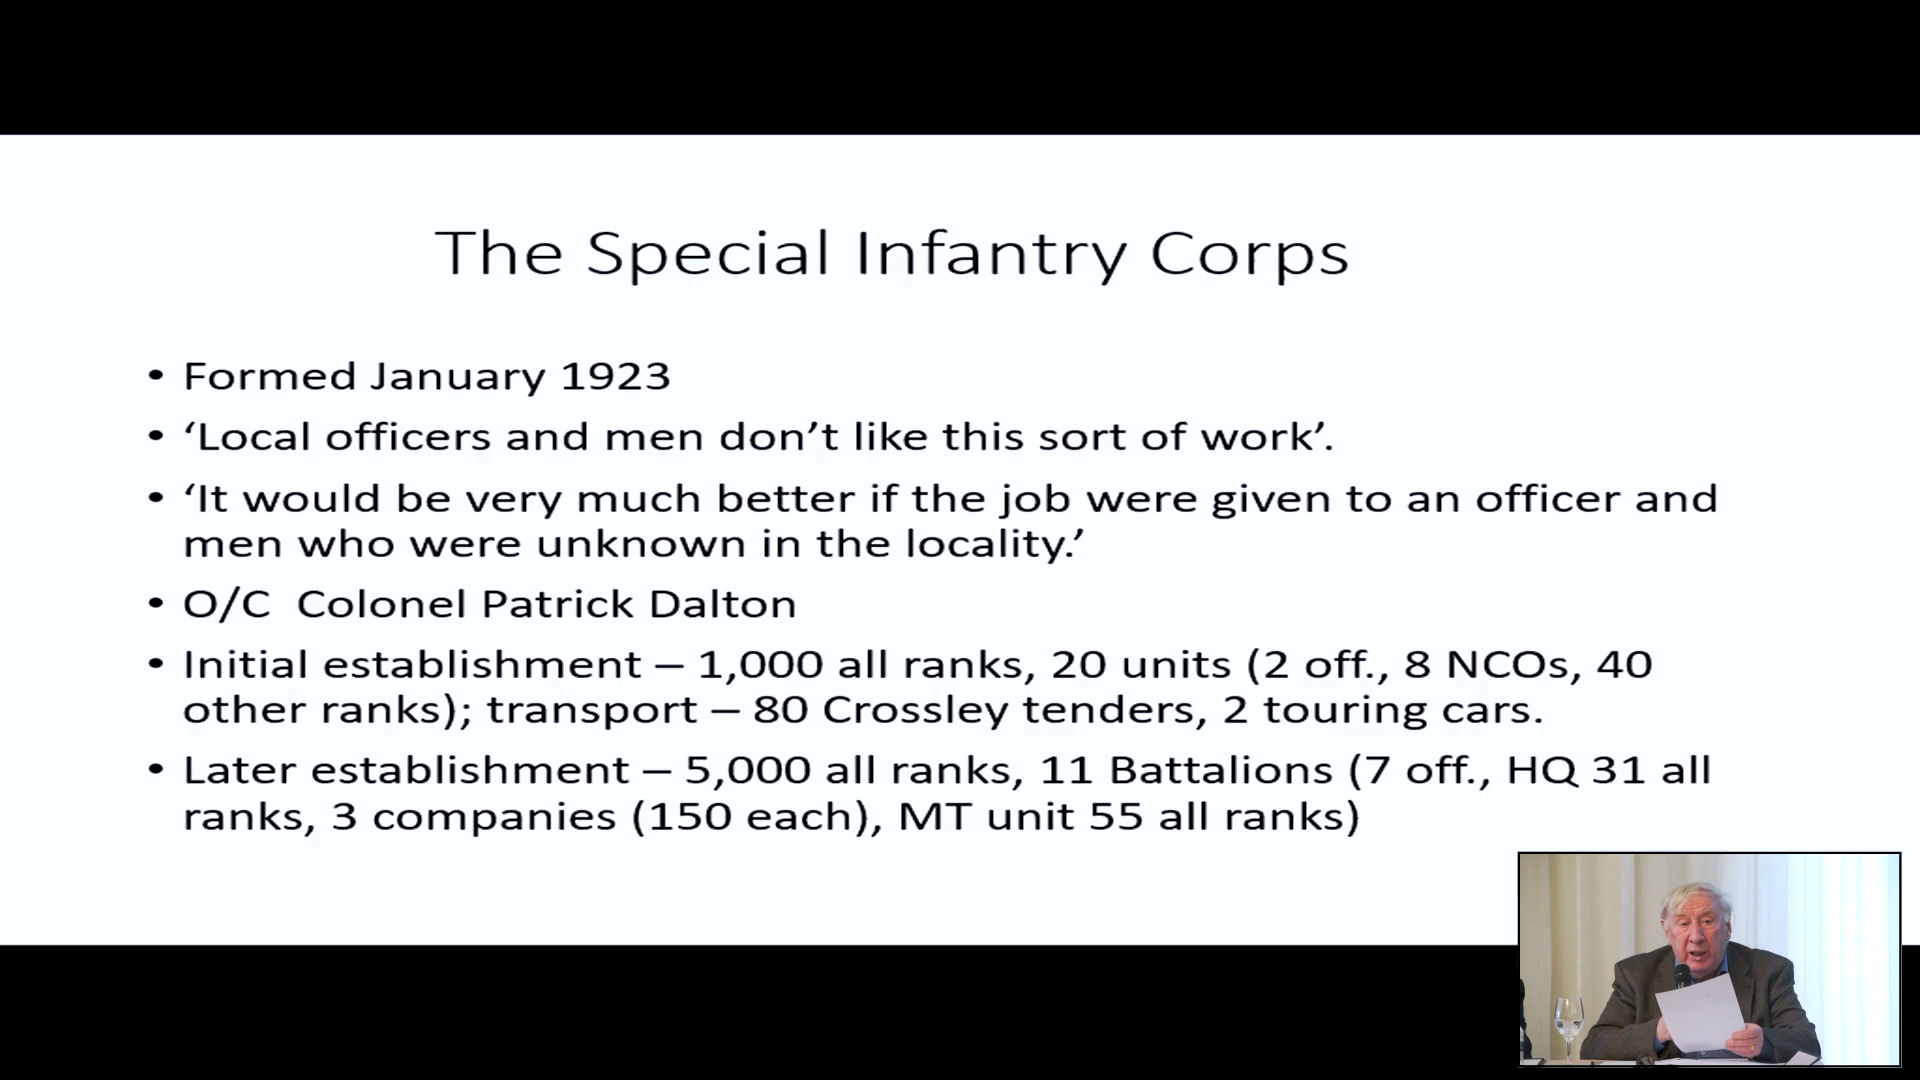 The Special Infantry Corps
• Formed January 1923
• ‘Local officers and men don’t like this sort of work’.
• ‘It would be very much better if the job were given to an officer and
men who were unknown in the locality.’
• O/C  Colonel Patrick Dalton
• Initial establishment – 1,000 all ranks, 20 units (2 off., 8 NCOs, 40
other ranks); transport – 80 Crossley tenders, 2 touring cars.
• Later establishment – 5,000 all ranks, 11 Battalions (7 off., HQ 31 all
ranks, 3 companies (150 each), MT unit 55 all ranks)